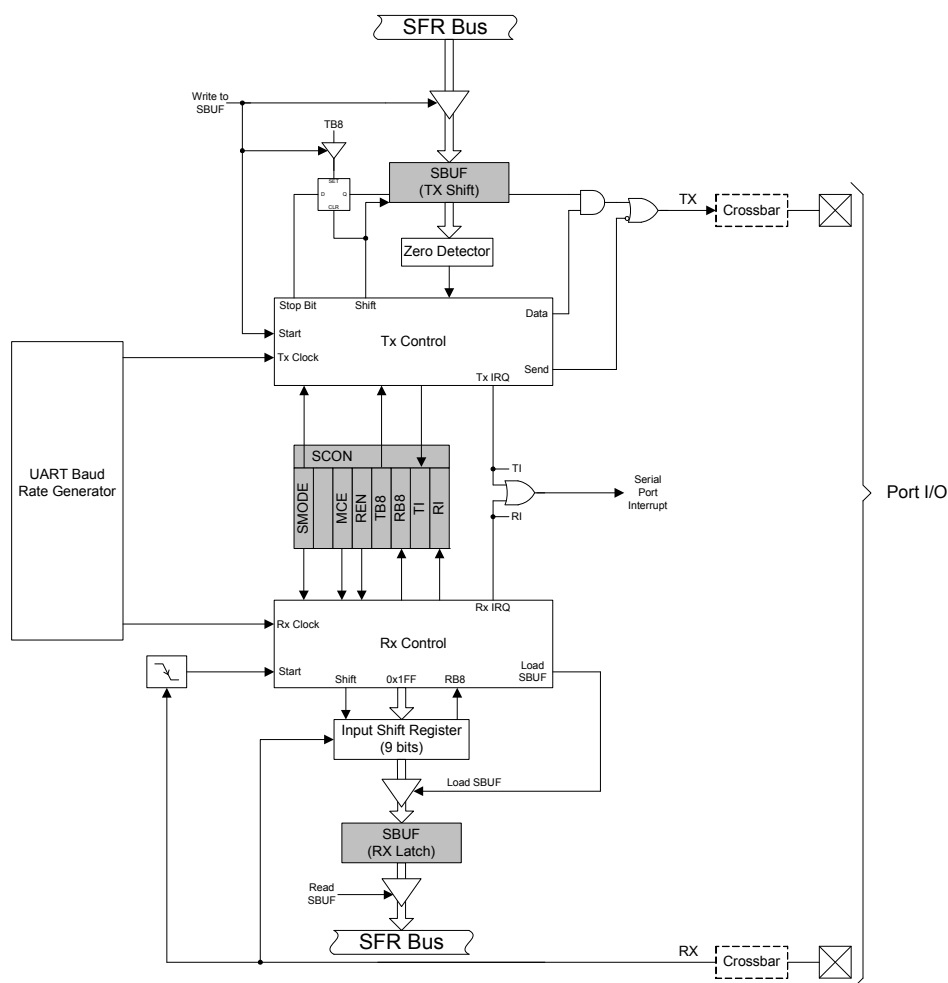 SFR Bus
Write to
SBUF
TB8
SET
D
Q
CLR
SBUF
(TX Shift)
Zero Detector
TX
Crossbar
Stop Bit
Shift
Start
Tx Clock
Tx Control
Data
Send
Tx IRQ
UART Baud
Rate Generator
SCON
SMODE
MCE
REN
TB8
RB8
TI
RI
TI
RI
Serial
Port
Interrupt
Port I/O
Rx IRQ
Rx Clock
Rx Control
Start
Load
SBUF
Shift
0x1FF
RB8
Input Shift Register
(9 bits)
Load SBUF
SBUF
(RX Latch)
Read
SBUF
SFR Bus
RX
Crossbar